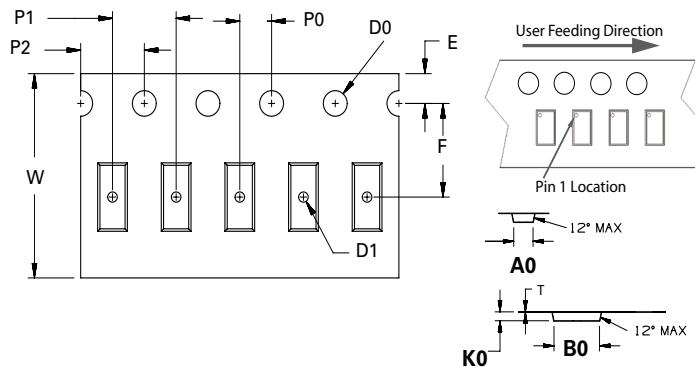 P1
P2
P0
D0
E
F
W
D1
User Feeding Direction
Pin 1 Location
12° MAX
A0
T
12° MAX
K0
B0